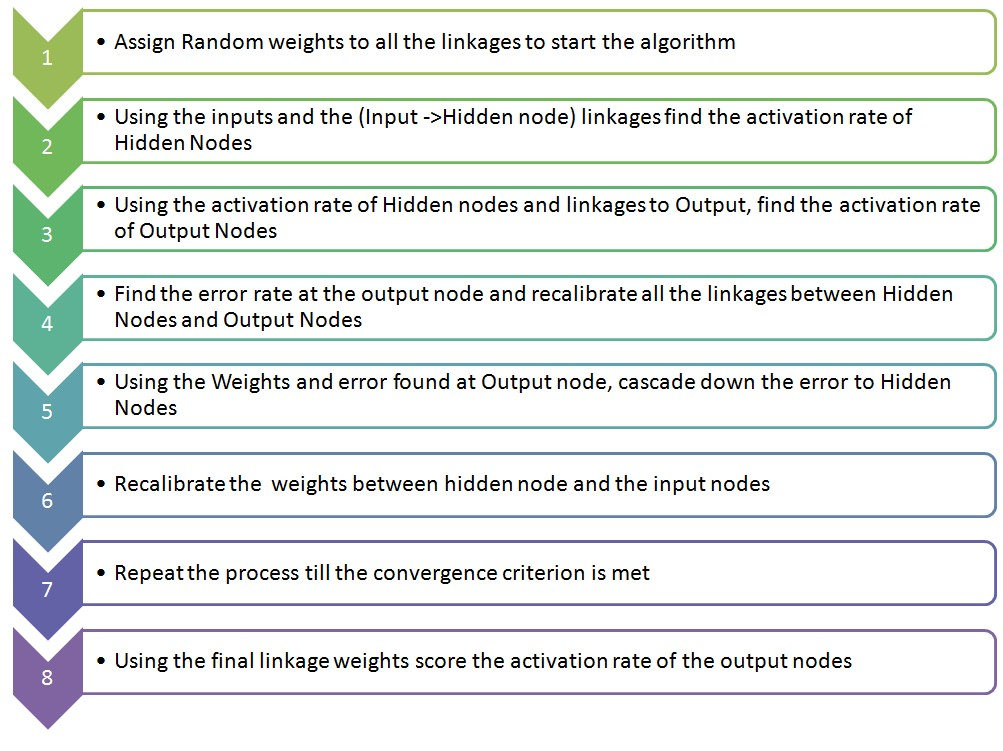 1
• Assign Random weights to all the linkages to start the algorithm
2
• Using the inputs and the (Input ->Hidden node) linkages find the activation rate of
Hidden Nodes
3
• Using the activation rate of Hidden nodes and linkages to Output, find the activation rate
of Output Nodes
4
• Find the error rate at the output node and recalibrate all the linkages between Hidden
Nodes and Output Nodes
5
• Using the Weights and error found at Output node, cascade down the error to Hidden
Nodes
6
• Recalibrate the weights between hidden node and the input nodes
7
• Repeat the process till the convergence criterion is met
8
• Using the final linkage weights score the activation rate of the output nodes